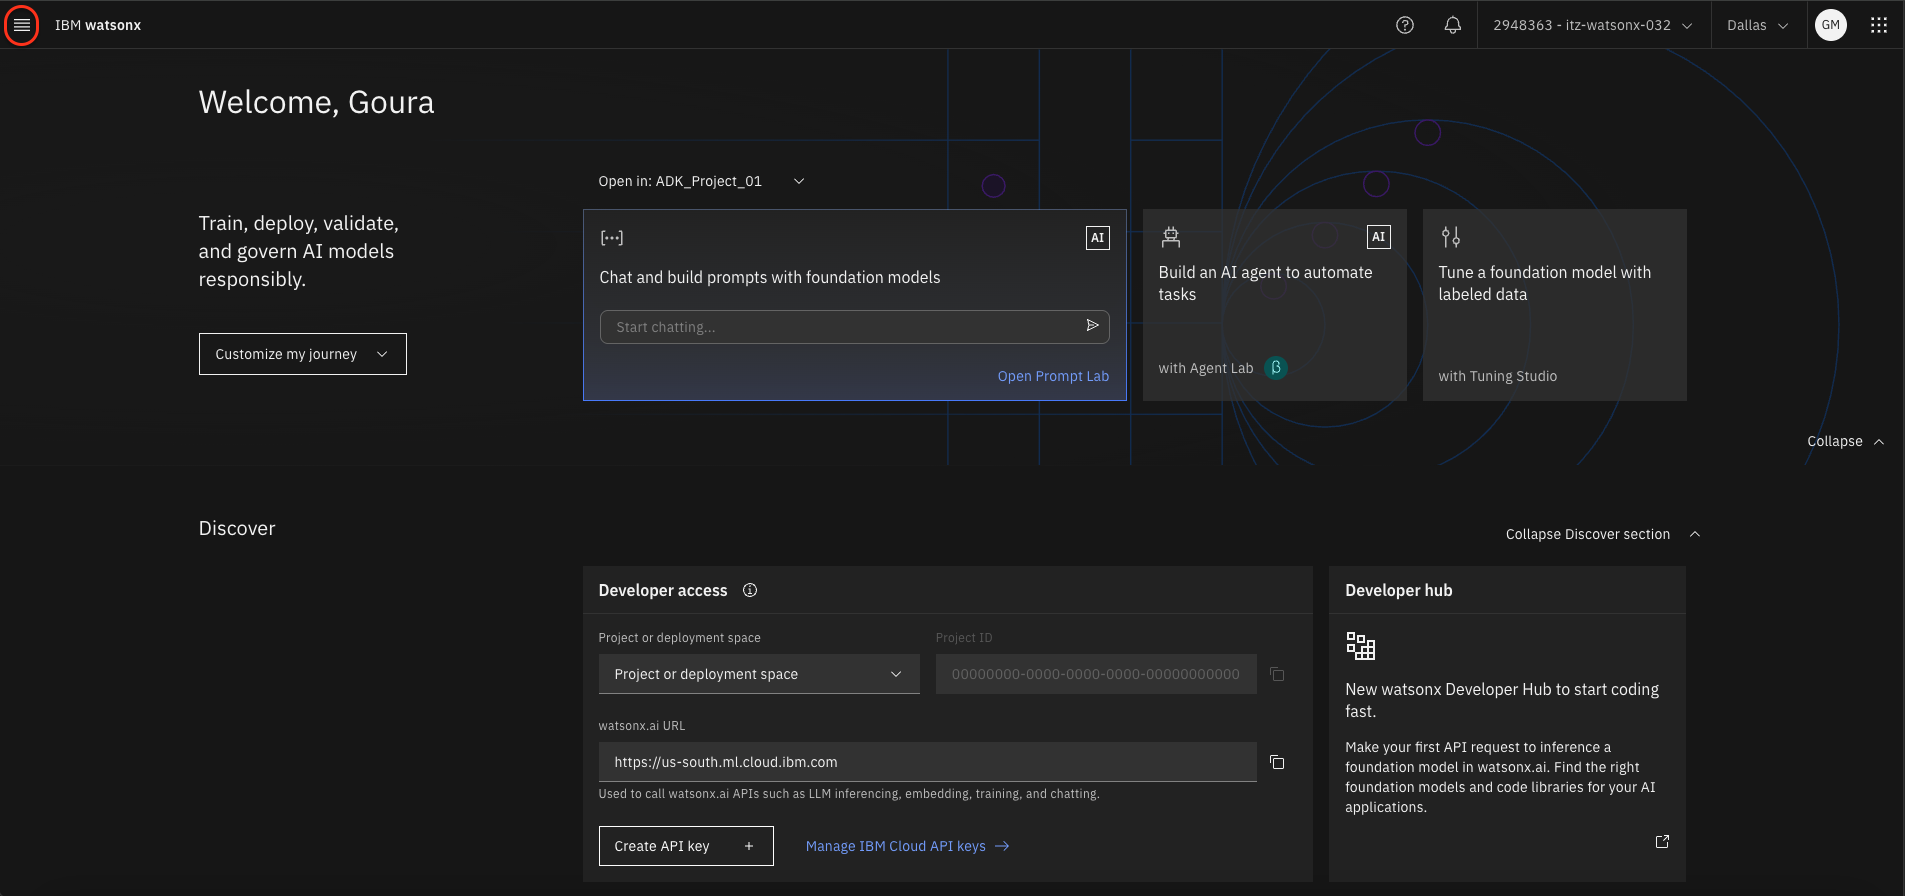 IBM watsonx
2948363 - itz-watsonx-032
Dallas
GM
Welcome, Goura
Train, deploy, validate,
and govern AI models
responsibly.
Customize my journey
Open in: ADK_Project_01
AI
Chat and build prompts with foundation models
Start chatting...
Open Prompt Lab
AI
Build an AI agent to automate
tasks
with Agent Lab β
Tune a foundation model with
labeled data
with Tuning Studio
Collapse
Discover
Collapse Discover section
Developer access
Project or deployment space
Project or deployment space
Project ID
00000000-0000-0000-0000-00000000000
watsonx.ai URL
https://us-south.ml.cloud.ibm.com
Used to call watsonx.ai APIs such as LLM inferencing, embedding, training, and chatting.
Create API key +
Manage IBM Cloud API keys →
Developer hub
New watsonx Developer Hub to start coding
fast.
Make your first API request to inference a
foundation model in watsonx.ai. Find the right
foundation models and code libraries for your AI
applications.